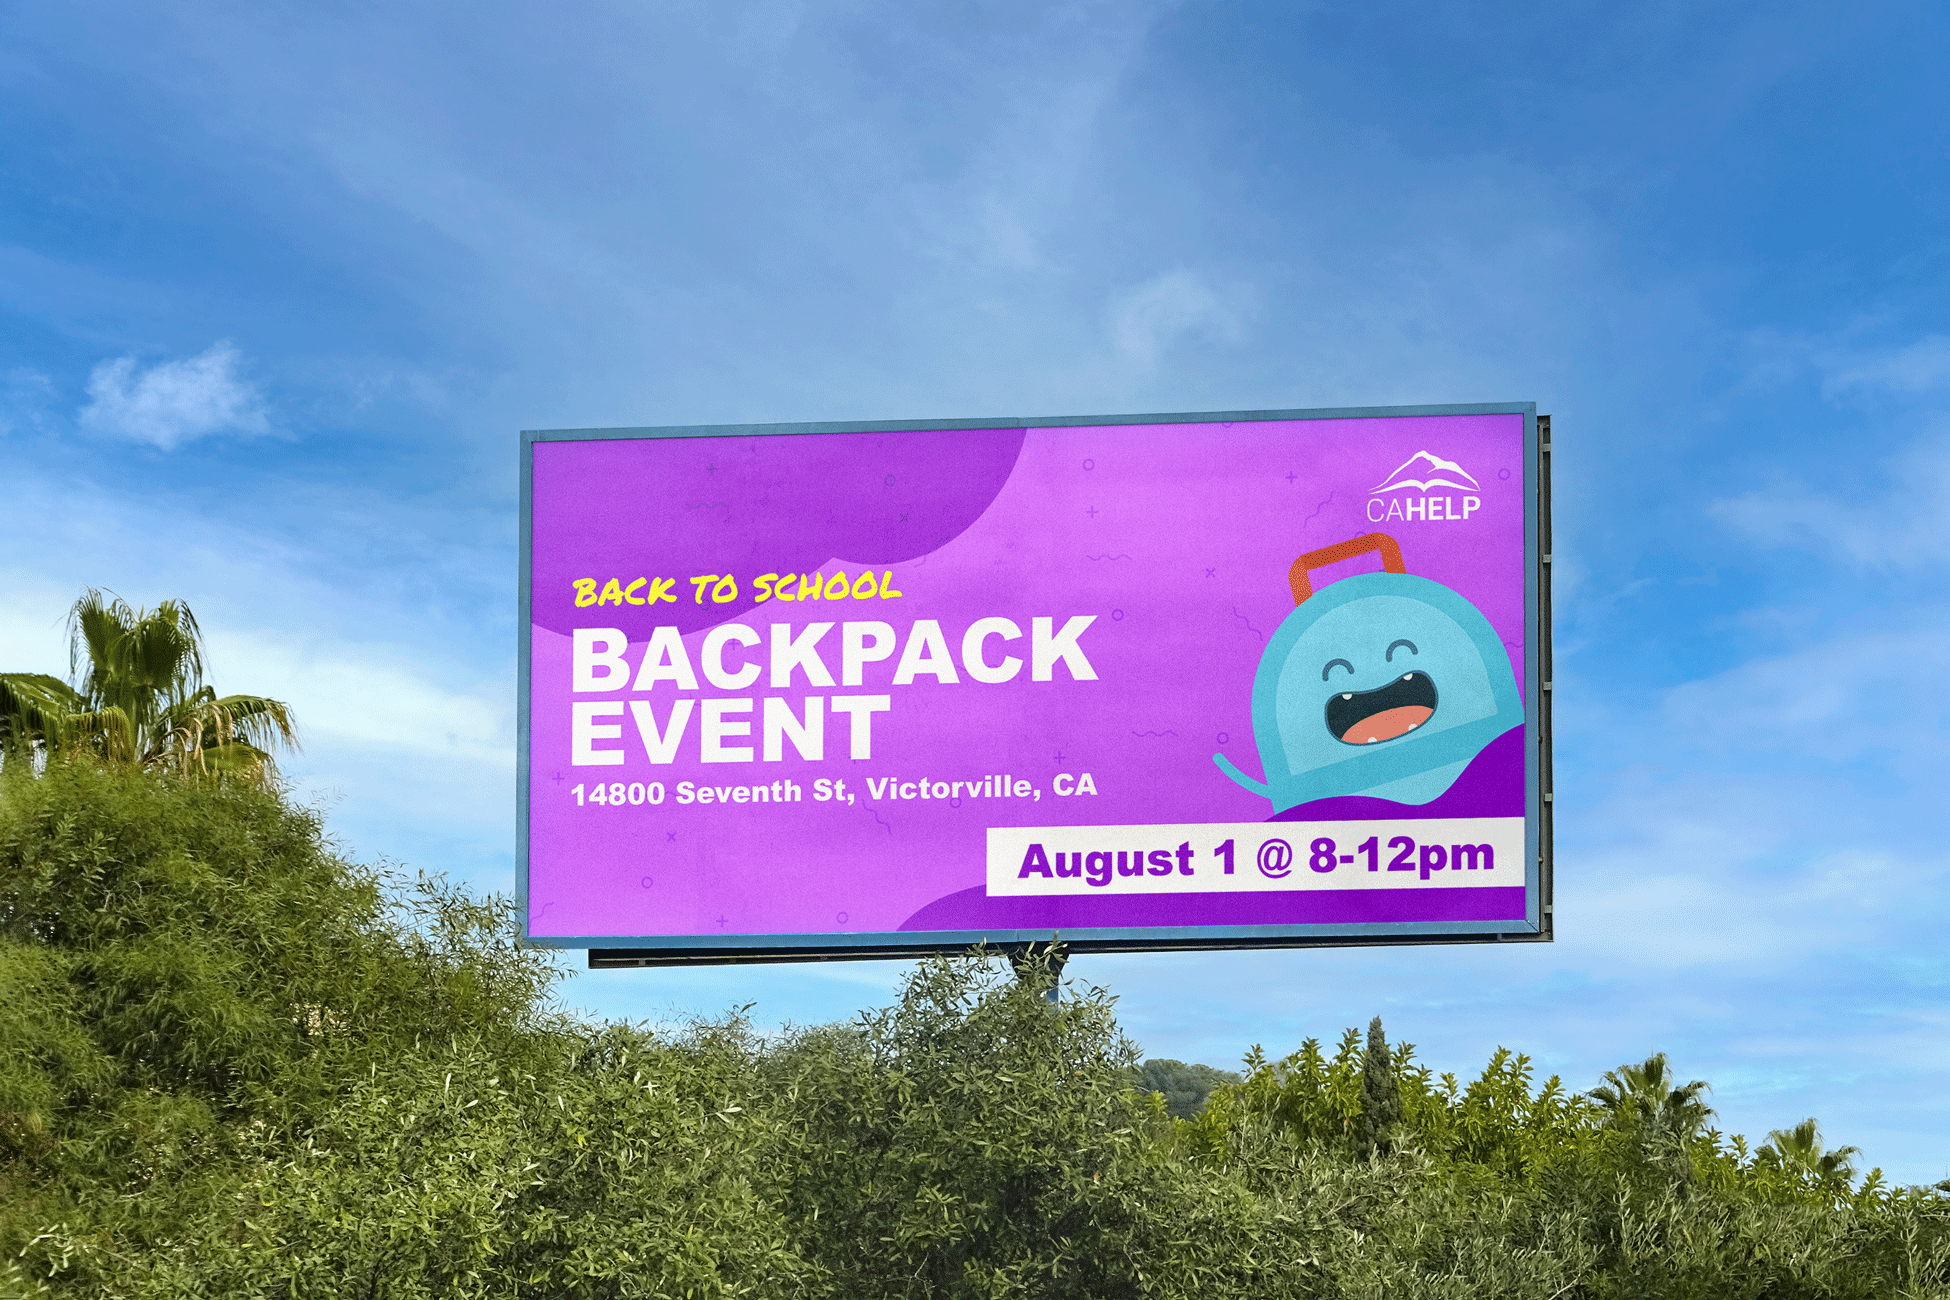 CAHELP
BACK TO SCHOOL
BACKPACK
EVENT
14800 Seventh St, Victorville, CA
August 1 @ 8-12pm